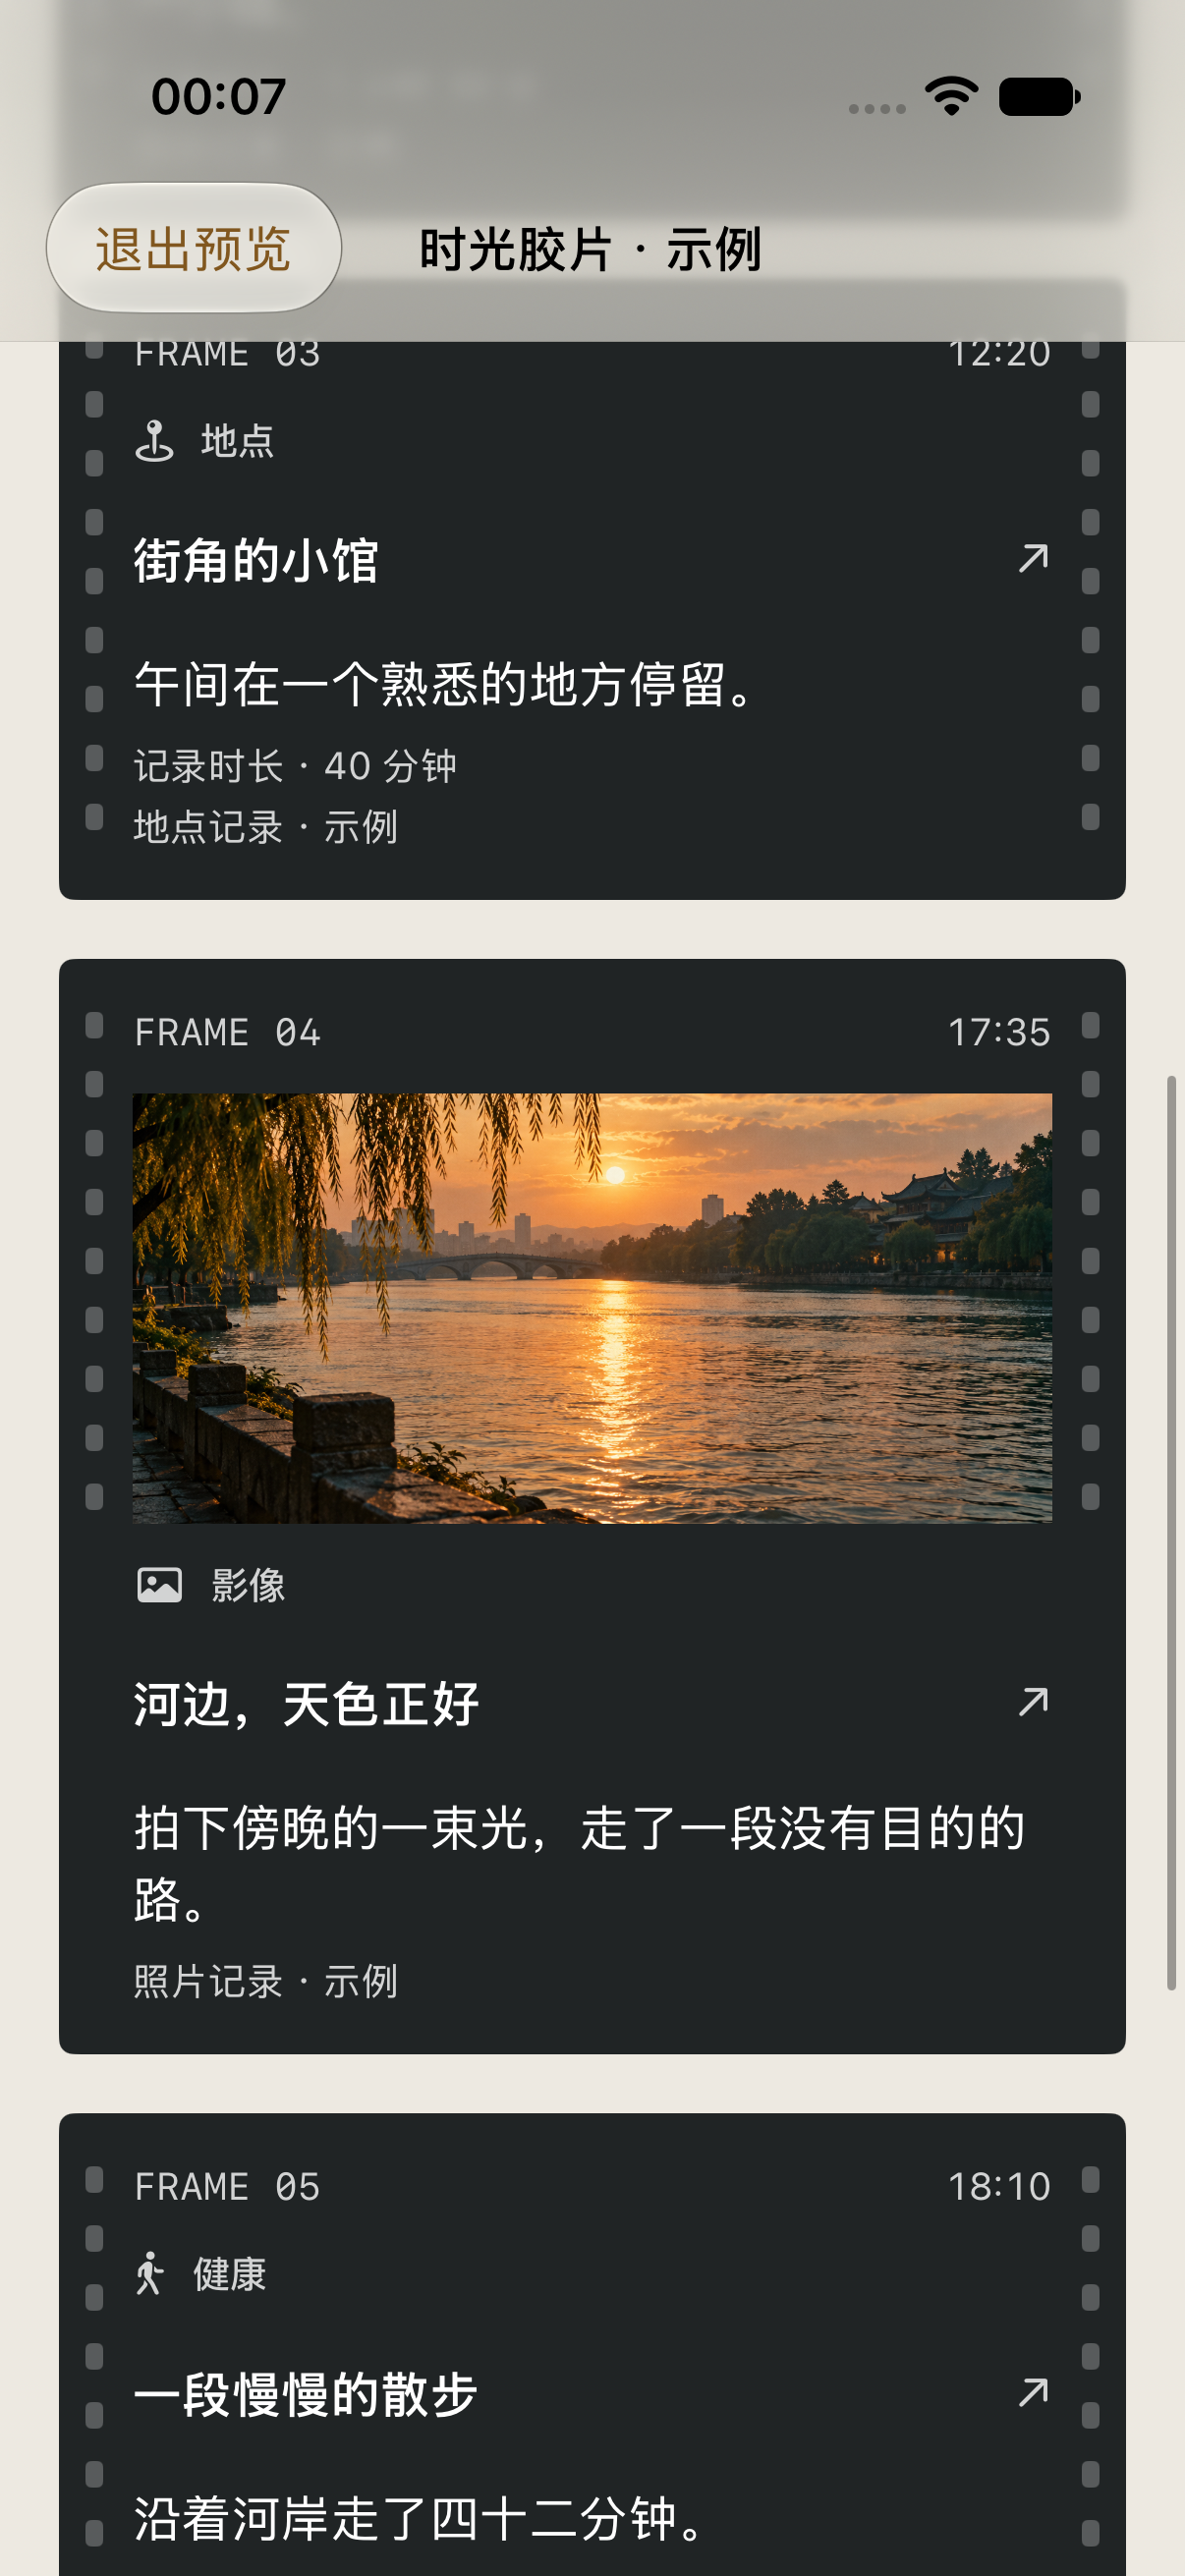 00:07
退出预览
时光胶片 · 示例
FRAME 03
12:20
地点
街角的小馆
午间在一个熟悉的地方停留。
记录时长 · 40 分钟
地点记录 · 示例
FRAME 04
17:35
影像
河边，天色正好
拍下傍晚的一束光，走了一段没有目的的
路。
照片记录 · 示例
FRAME 05
18:10
健康
一段慢慢的散步
沿着河岸走了四十二分钟。